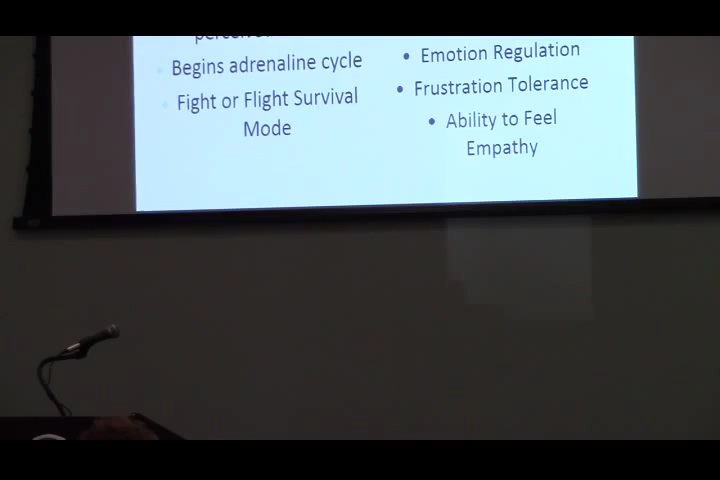 Begins adrenaline cycle
Fight or Flight Survival
Mode
• Emotion Regulation
• Frustration Tolerance
• Ability to Feel
Empathy